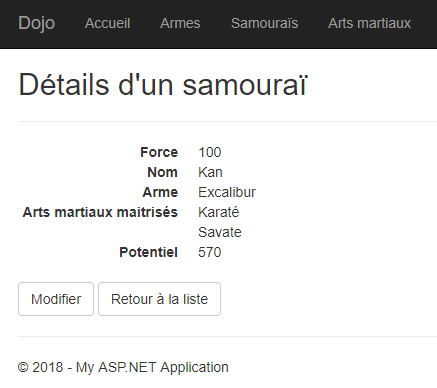 Dojo Accueil Armes Samouraïs Arts martiaux
Détails d'un samouraï
Force 100
Nom Kan
Arme Excalibur
Arts martiaux maitrisés Karaté
Savate
Potentiel 570
Modifier Retour à la liste
© 2018 - My ASP.NET Application